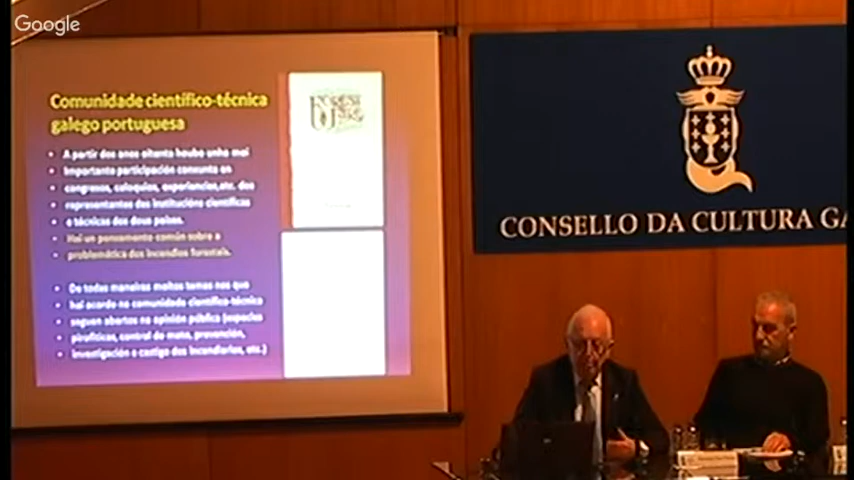 Google
Comunidade científico-técnica
galego portuguesa
• A partir dos anos oitenta houbo unha moi
• importante participación conxunta en
• congresos, coloquios, experiencias, etc. dos
• representantes das institucións científicas
• e técnicas dos dous países.
• Hai un pensamento común sobre a
• problemática dos incendios forestais.
• De todas maneiras moitos temas nos que
• hai acordo na comunidade científico-técnica
• seguen abertos na opinión pública (especies
• pirofíticas, control do mato, prevención,
• investigación e castigo dos incendiarios, etc.)
CONSELLO DA CULTURA GA